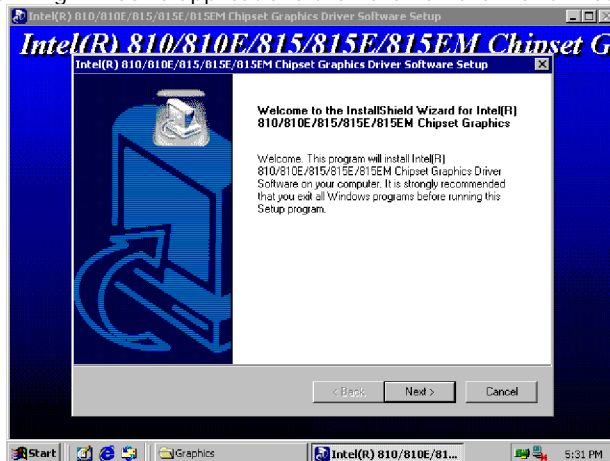 Intel(R) 810/810E/815/815E/815EM Chipset Graphics Driver Software Setup
Intel(R) 810/810E/815/815E/815EM Chipset G
Intel(R) 810/810E/815/815E/815EM Chipset Graphics Driver Software Setup
Welcome to the InstallShield Wizard for Intel(R)
810/810E/815/815E/815EM Chipset Graphics
Welcome. This program will install Intel(R)
810/810E/815/815E/815EM Chipset Graphics Driver
Software on your computer. It is strongly recommended
that you exit all Windows programs before running this
Setup program.
< Back Next > Cancel
Start Graphics Intel(R) 810/810E/81... 5:31 PM